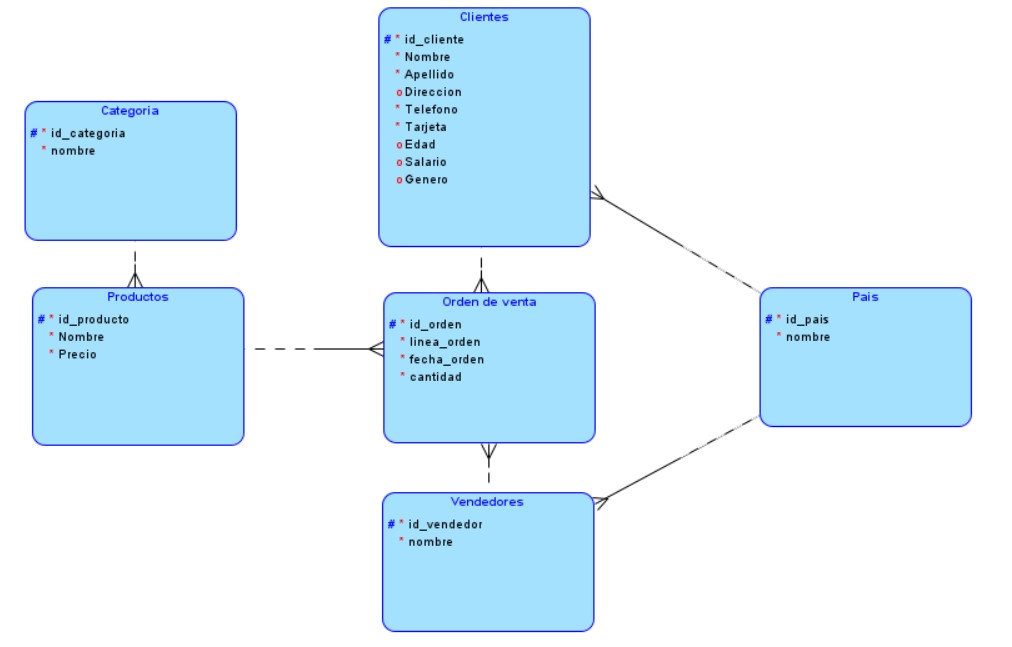 Clientes
# * id_cliente
* Nombre
* Apellido
o Direccion
* Telefono
* Tarjeta
o Edad
o Salario
o Genero
Categoria
# * id_categoria
* nombre
Productos
# * id_producto
* Nombre
* Precio
Orden de venta
# * id_orden
* linea_orden
* fecha_orden
* cantidad
Pais
# * id_pais
* nombre
Vendedores
# * id_vendedor
* nombre